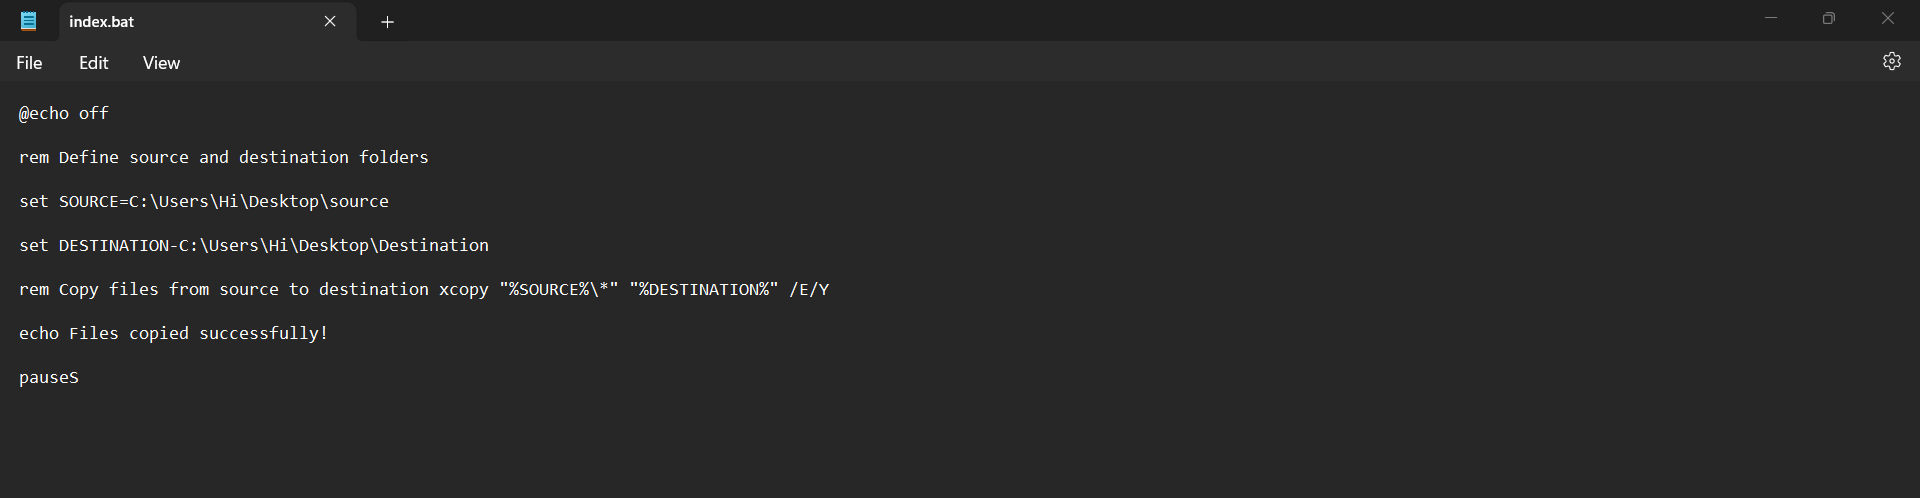 index.bat
File Edit View
@echo off
rem Define source and destination folders
set SOURCE=C:\Users\Hi\Desktop\source
set DESTINATION-C:\Users\Hi\Desktop\Destination
rem Copy files from source to destination xcopy "%SOURCE%\*" "%DESTINATION%" /E/Y
echo Files copied successfully!
pauseS